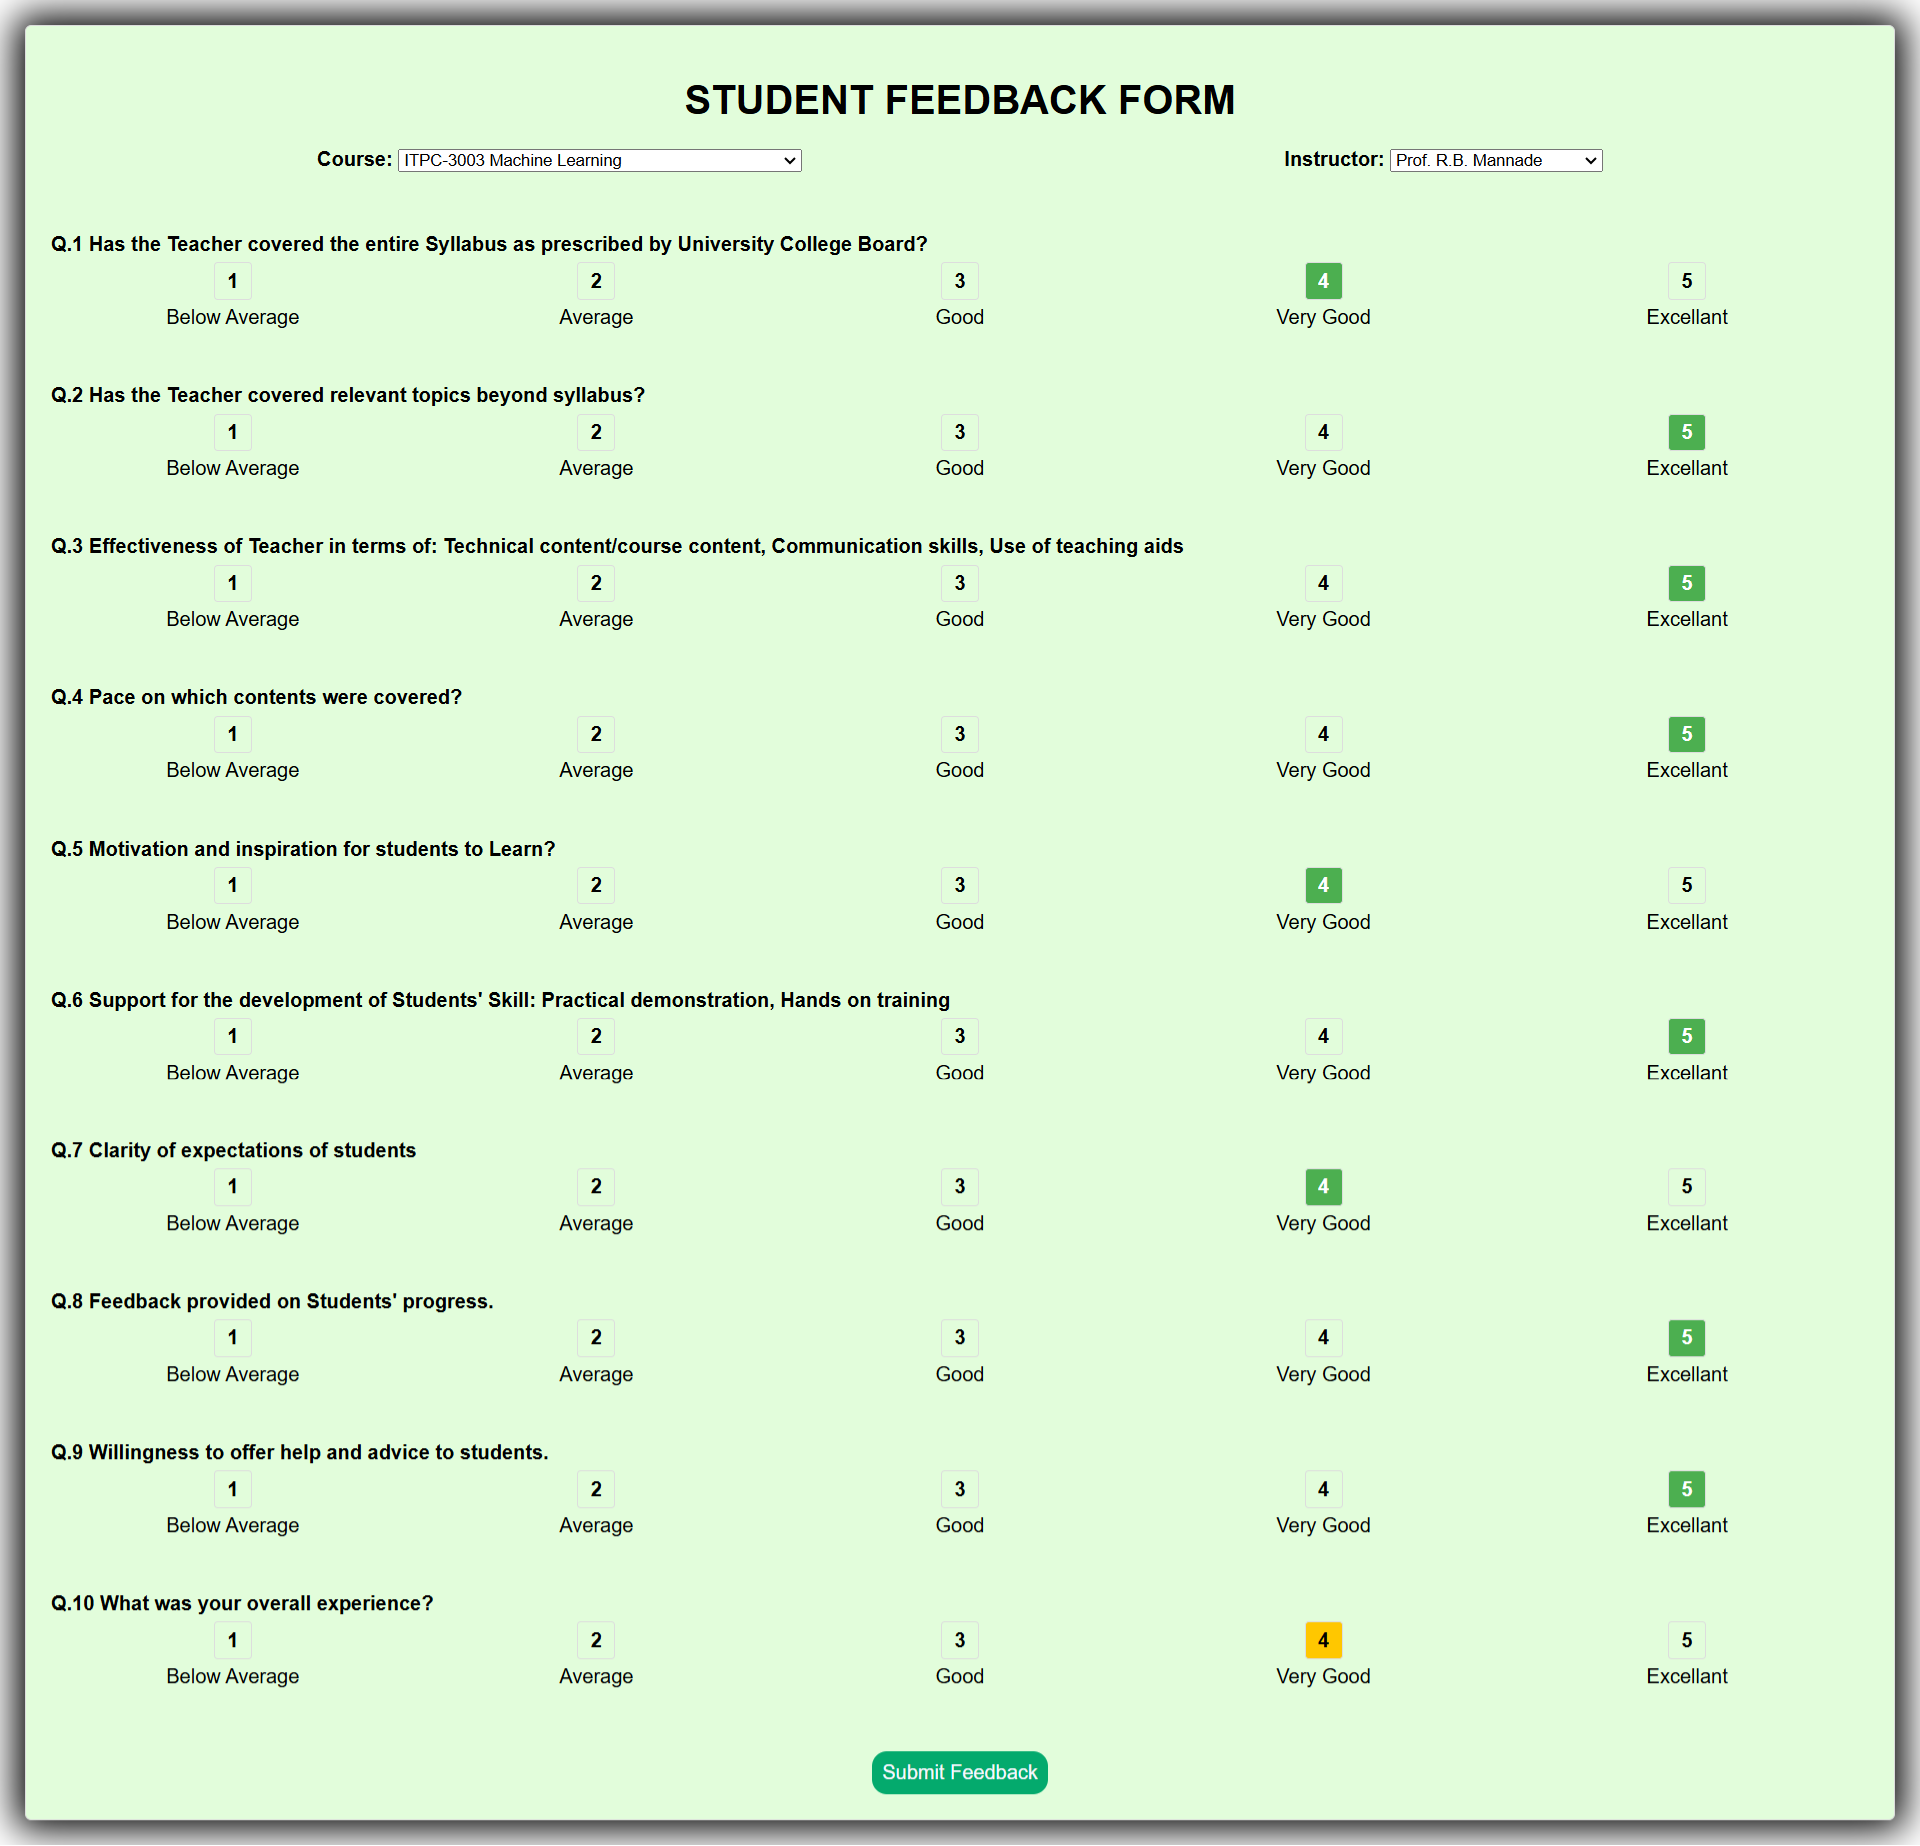 STUDENT FEEDBACK FORM
Course: ITPC-3003 Machine Learning Instructor: Prof. R.B. Mannade
Q.1 Has the Teacher covered the entire Syllabus as prescribed by University College Board?
1 2 3 4 5
Below Average Average Good Very Good Excellant
Q.2 Has the Teacher covered relevant topics beyond syllabus?
1 2 3 4 5
Below Average Average Good Very Good Excellant
Q.3 Effectiveness of Teacher in terms of: Technical content/course content, Communication skills, Use of teaching aids
1 2 3 4 5
Below Average Average Good Very Good Excellant
Q.4 Pace on which contents were covered?
1 2 3 4 5
Below Average Average Good Very Good Excellant
Q.5 Motivation and inspiration for students to Learn?
1 2 3 4 5
Below Average Average Good Very Good Excellant
Q.6 Support for the development of Students' Skill: Practical demonstration, Hands on training
1 2 3 4 5
Below Average Average Good Very Good Excellant
Q.7 Clarity of expectations of students
1 2 3 4 5
Below Average Average Good Very Good Excellant
Q.8 Feedback provided on Students' progress.
1 2 3 4 5
Below Average Average Good Very Good Excellant
Q.9 Willingness to offer help and advice to students.
1 2 3 4 5
Below Average Average Good Very Good Excellant
Q.10 What was your overall experience?
1 2 3 4 5
Below Average Average Good Very Good Excellant
Submit Feedback